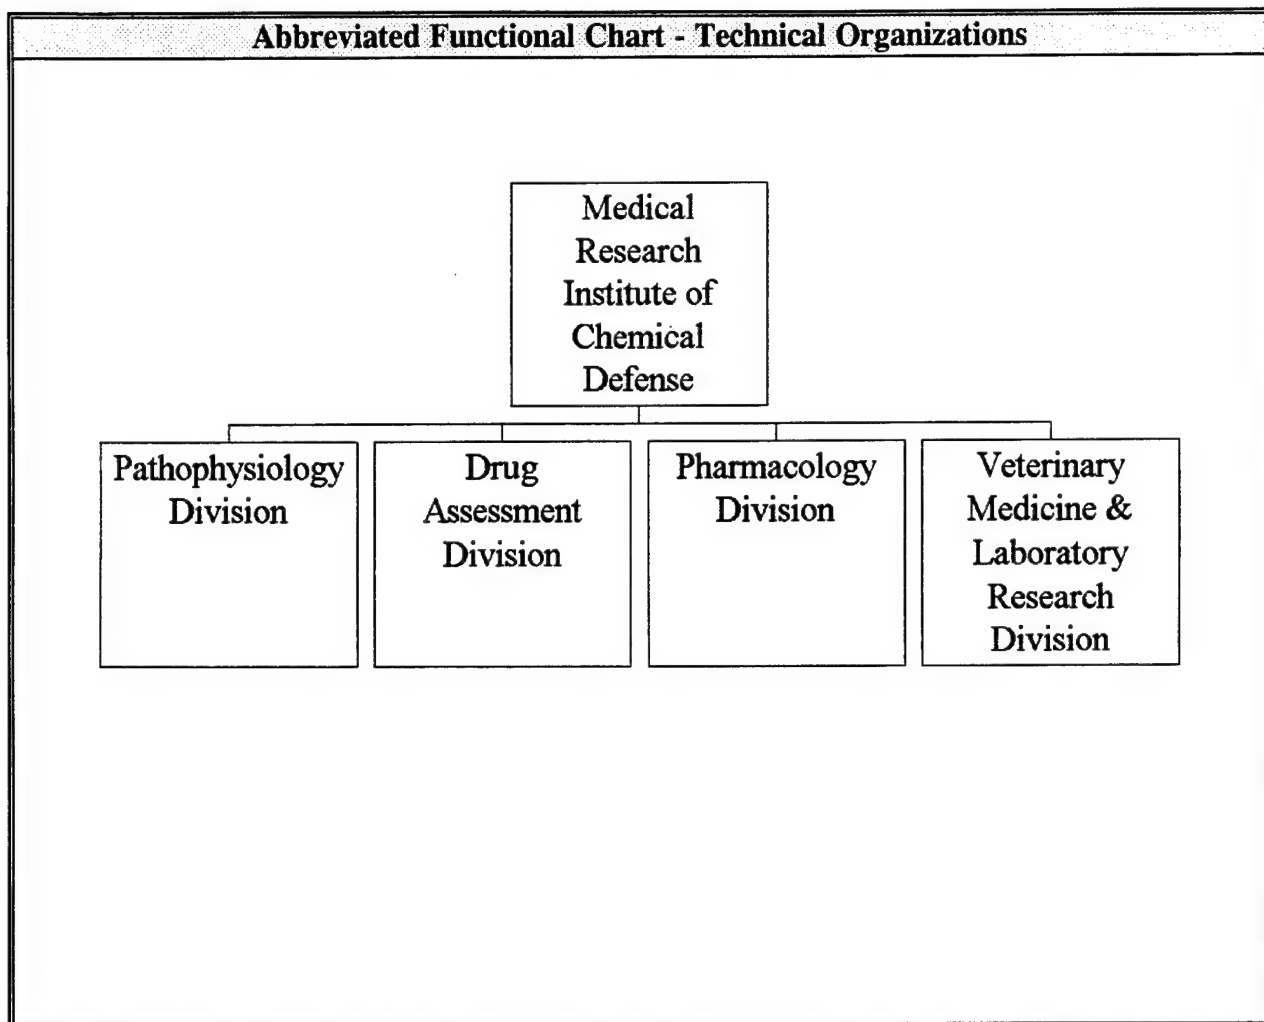 Abbreviated Functional Chart - Technical Organizations
Medical
Research
Institute of
Chemical
Defense
Pathophysiology
Division
Drug
Assessment
Division
Pharmacology
Division
Veterinary
Medicine &
Laboratory
Research
Division